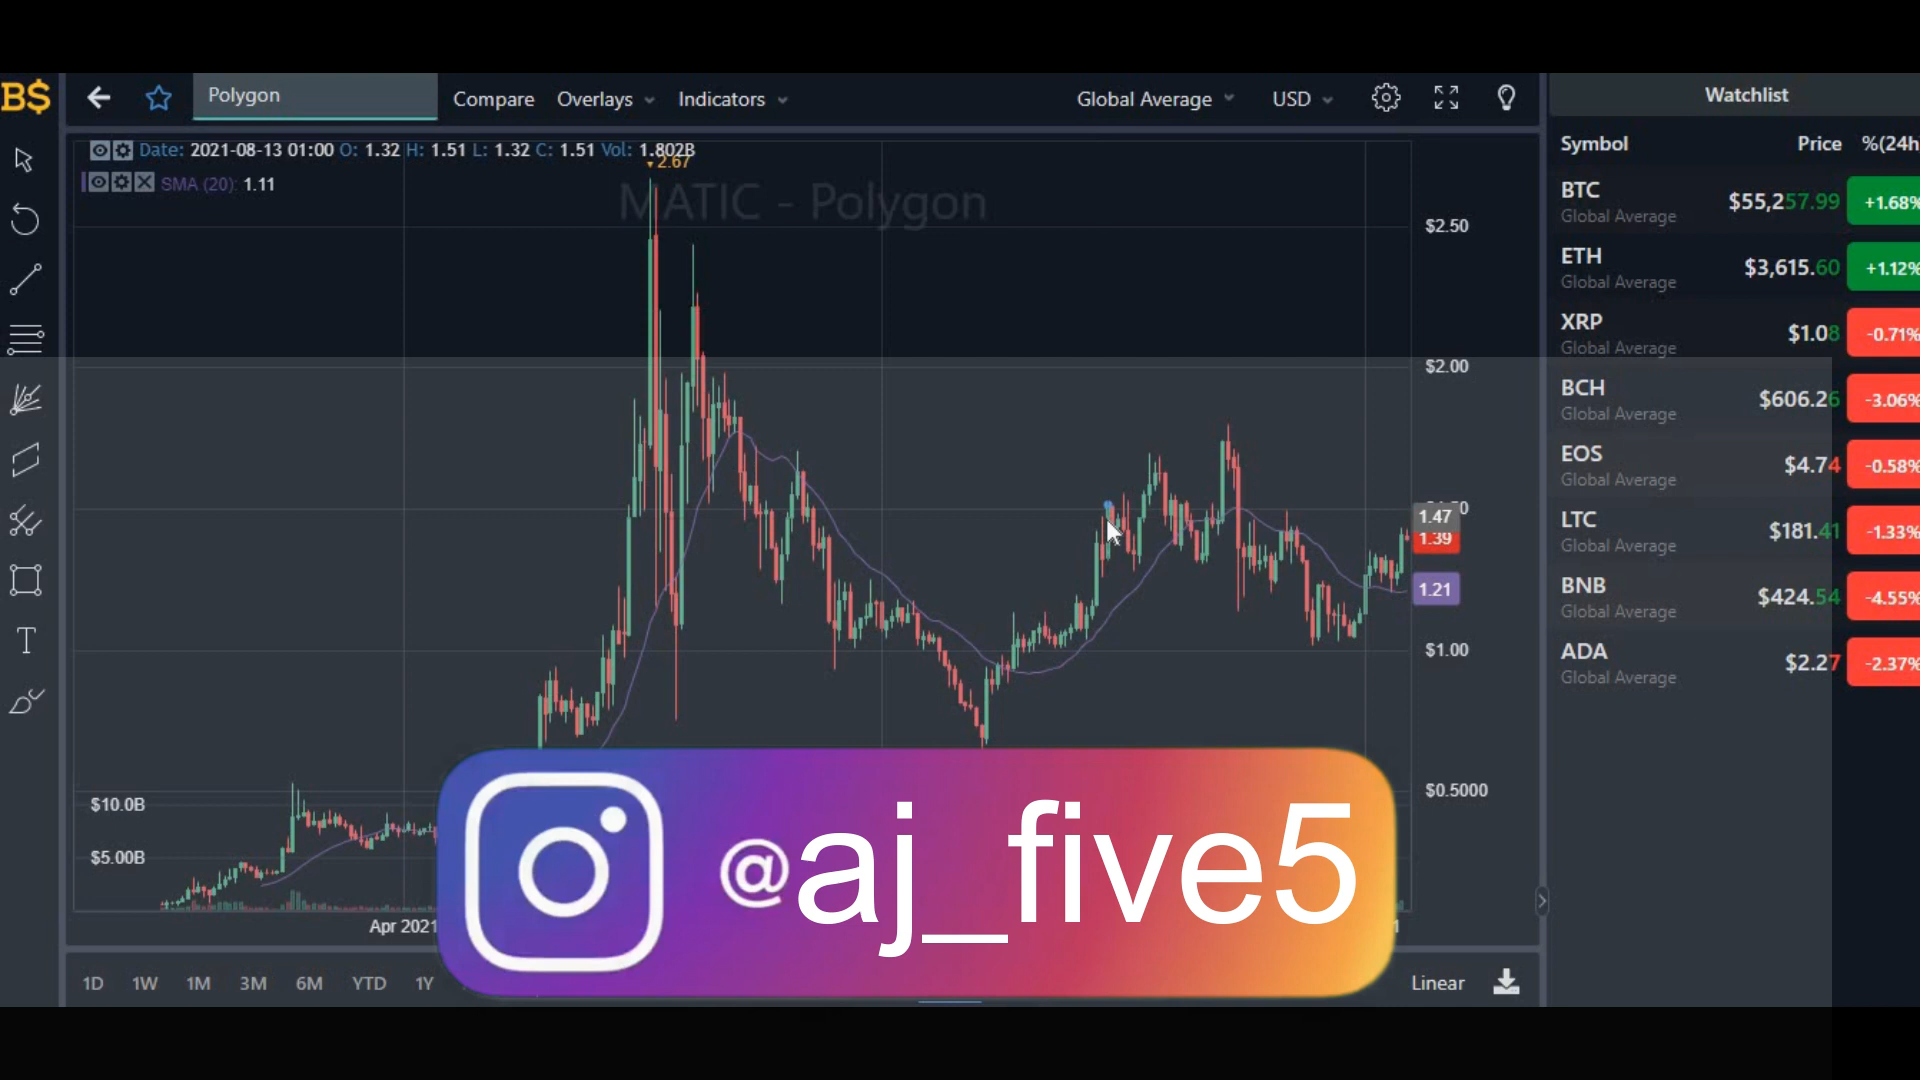 B$
Polygon
Compare Overlays Indicators
Global Average USD
Watchlist
Date: 2021-08-13 01:00 O: 1.32 H: 1.51 L: 1.32 C: 1.51 Vol: 1.802B
2.67
SMA (20): 1.11
MATIC - Polygon
$2.50
$2.00
1.47
1.39
1.21
$1.00
$0.5000
$10.0B
$5.00B
Apr 2021
Symbol Price %(24h
BTC $55,257.99 +1.68%
Global Average
ETH $3,615.60 +1.12%
Global Average
XRP $1.08 -0.71%
Global Average
BCH $606.26 -3.06%
Global Average
EOS $4.74 -0.58%
Global Average
LTC $181.41 -1.33%
Global Average
BNB $424.54 -4.55%
Global Average
ADA $2.27 -2.37%
Global Average
T
@aj_five5
1D 1W 1M 3M 6M YTD 1Y
Linear